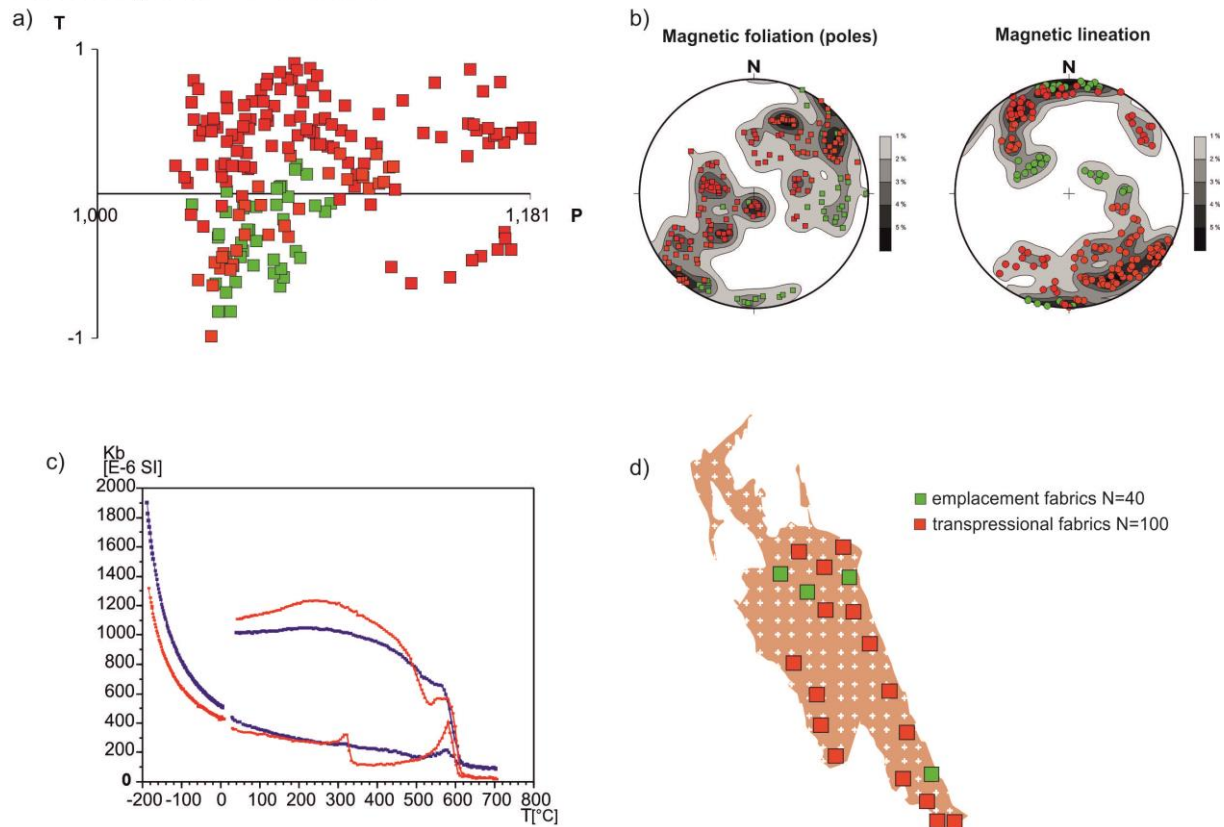 a)
T
1
1,000
1,181
P
-1
b)
Magnetic foliation (poles)
Magnetic lineation
N
N
1%
2%
3%
4%
5%
1%
2%
3%
4%
5%
c)
Kb
[E-6 SI]
2000
1800
1600
1400
1200
1000
800
600
400
200
0
-200 -100 0 100 200 300 400 500 600 700 800
T[°C]
d)
emplacement fabrics N=40
transpressional fabrics N=100